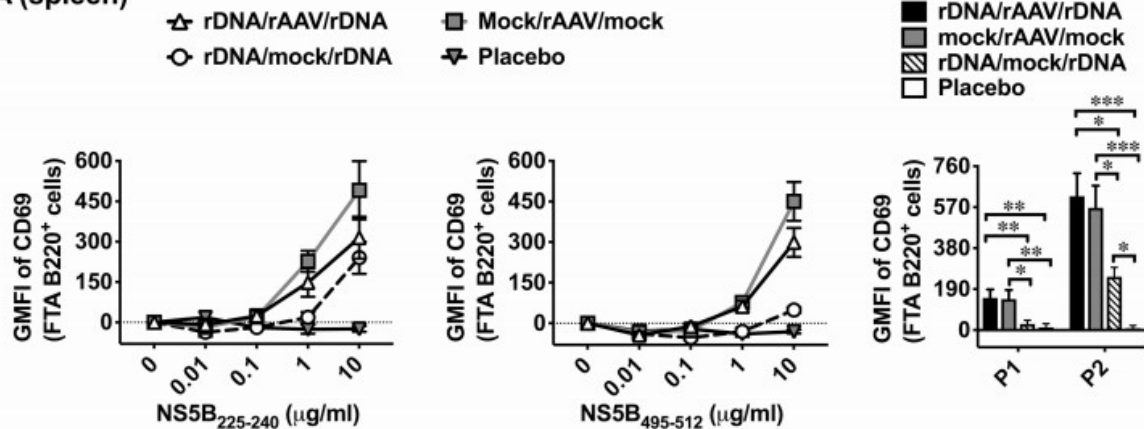 A (spleen)
rDNA/rAAV/rDNA
Mock/rAAV/mock
rDNA/mock/rDNA
Placebo
rDNA/rAAV/rDNA
mock/rAAV/mock
rDNA/mock/rDNA
Placebo
GMFI of CD69
(FTA B220+ cells)
600
450
300
150
0
0
0.01
0.1
1
10
NS5B225-240 (μg/ml)
GMFI of CD69
(FTA B220+ cells)
600
450
300
150
0
0
0.01
0.1
1
10
NS5B495-512 (μg/ml)
GMFI of CD69
(FTA B220+ cells)
760
570
380
190
0
**
**
**
*
***
*
***
*
*
P1
P2